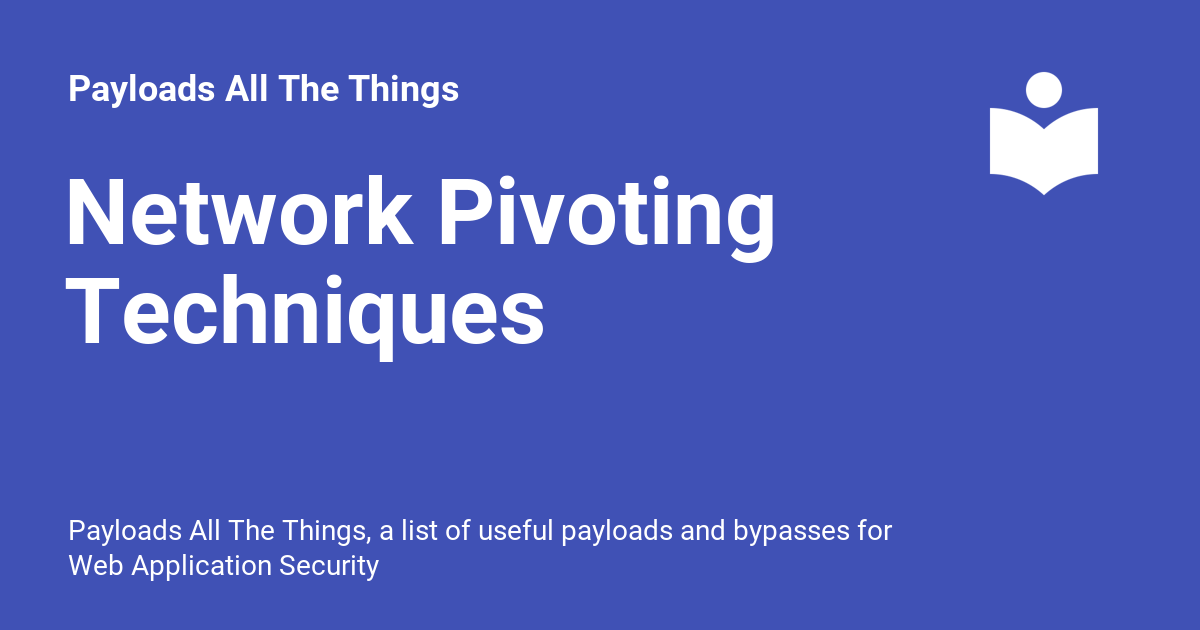 Payloads All The Things
Network Pivoting
Techniques
Payloads All The Things, a list of useful payloads and bypasses for
Web Application Security